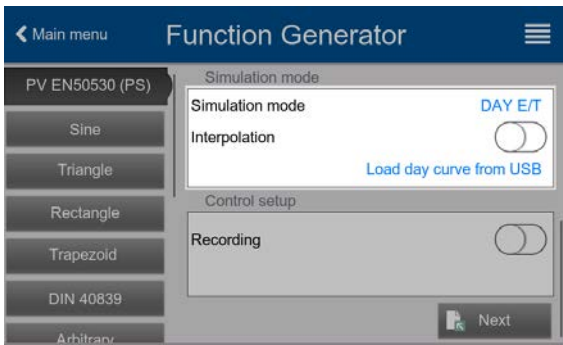 Main menu
Function Generator
PV EN50530 (PS)
Sine
Triangle
Rectangle
Trapezoid
DIN 40839
Arbitrary
Simulation mode
Simulation mode DAY E/T
Interpolation
Load day curve from USB
Control setup
Recording
Next